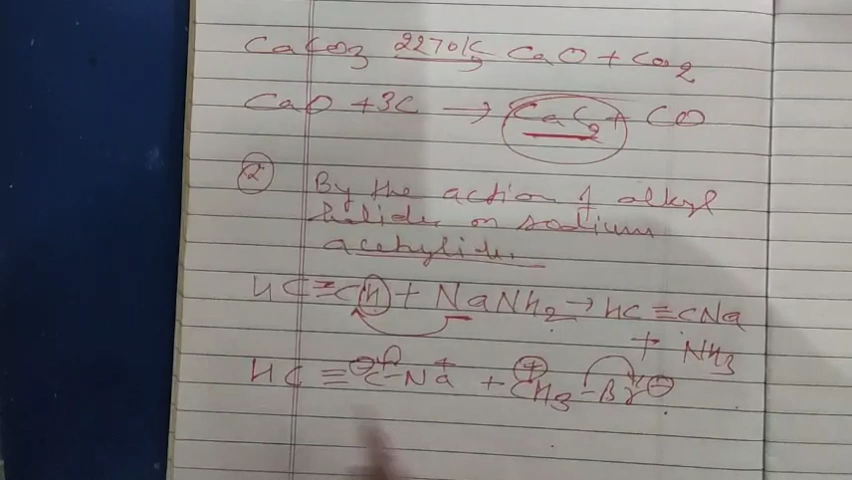 CaCO3 2270K → CaO + CO2
CaO + 3C → CaC2 + CO
② By the action of alkyl
halide on sodium
acetylide.
HC≡CH + NaNH2 → HC≡CNa
+ NH3
HC≡C⊖-Na+ + ⊕CH3-Br⊖